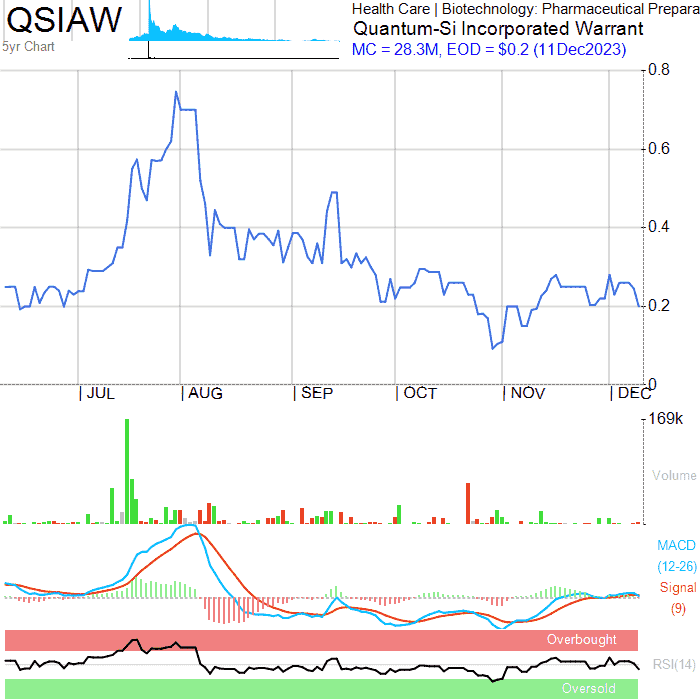 QSIAW
5yr Chart
Health Care | Biotechnology: Pharmaceutical Prepara
Quantum-Si Incorporated Warrant
MC = 28.3M, EOD = $0.2 (11Dec2023)
0.8
0.6
0.4
0.2
0
| JUL | AUG | SEP | OCT | NOV | DEC
169k
Volume
MACD
(12-26)
Signal
(9)
Overbought
RSI(14)
Oversold